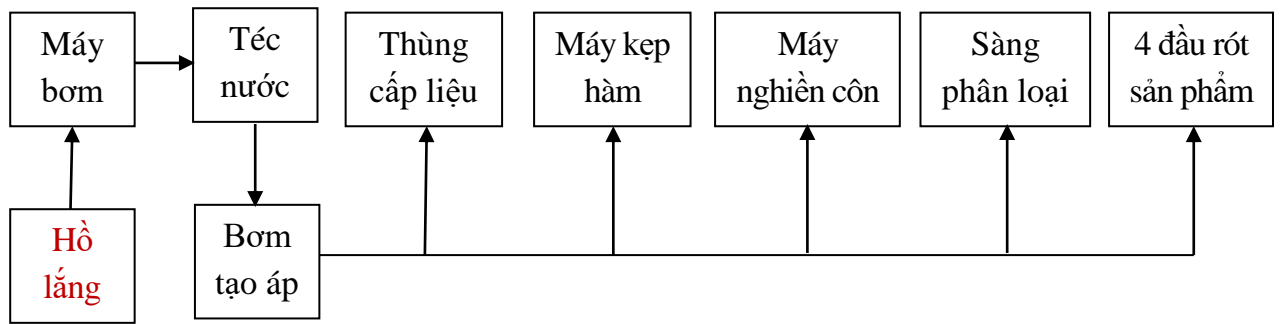 Máy
bơm
Téc
nước
Thùng
cấp liệu
Máy kẹp
hàm
Máy
nghiền côn
Sàng
phân loại
4 đầu rót
sản phẩm
Hồ
lắng
Bơm
tạo áp